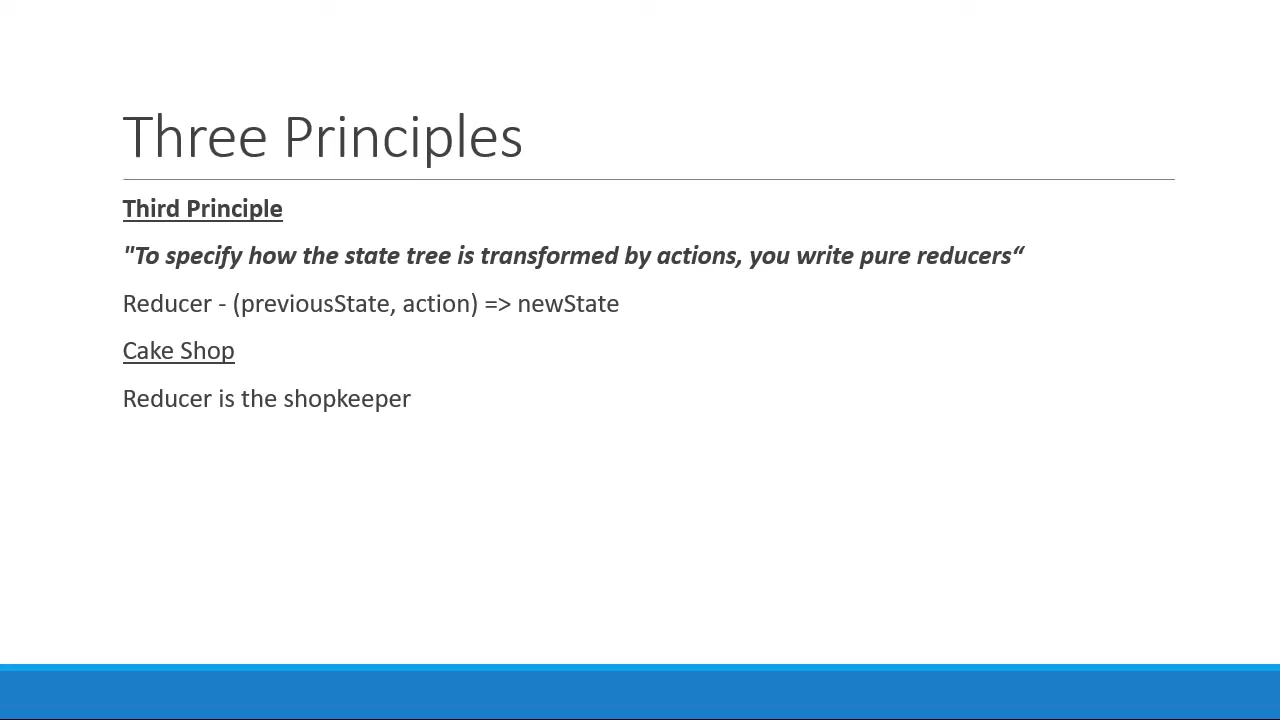 Three Principles
Third Principle
"To specify how the state tree is transformed by actions, you write pure reducers“
Reducer - (previousState, action) => newState
Cake Shop
Reducer is the shopkeeper